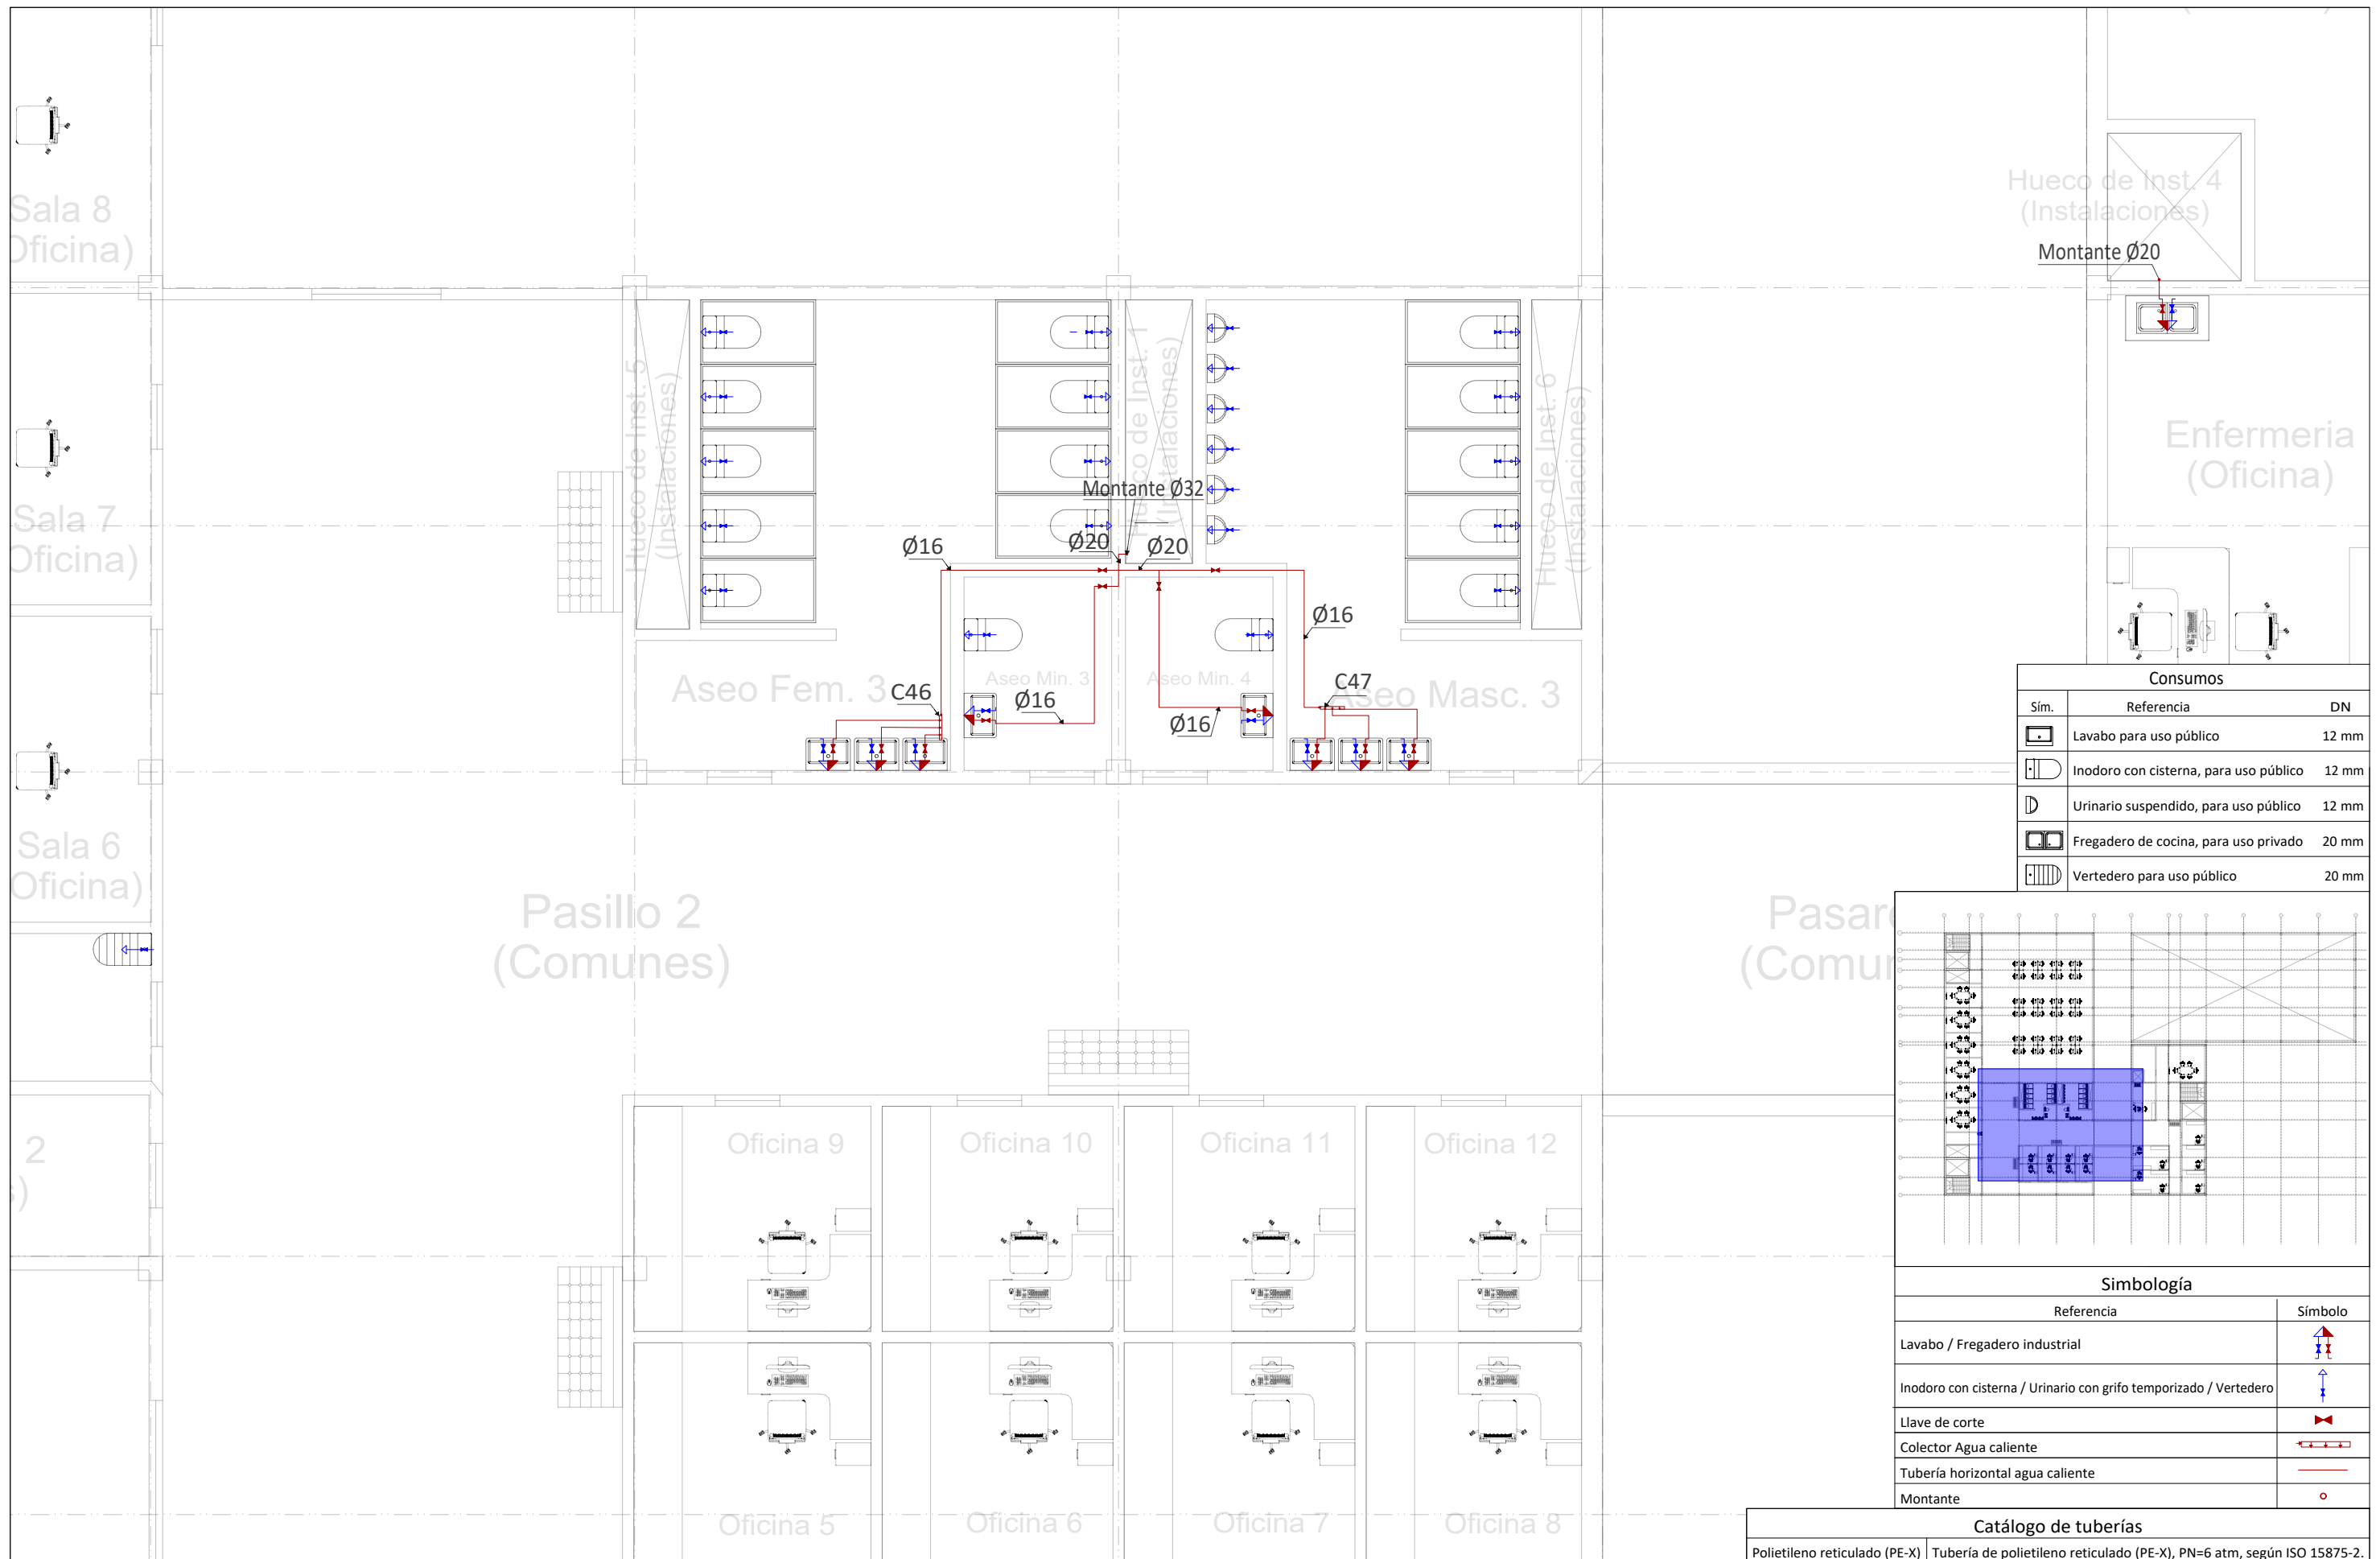 Sala 8
Oficina)
Hueco de Inst. 4
(Instalaciones)
Montante Ø20
Hueco de Inst. 5
(Instalaciones)
Hueco de Inst. 1
(Instalaciones)
Hueco de Inst. 6
(Instalaciones)
Enfermeria
(Oficina)
Montante Ø32
Sala 7
Oficina)
Ø16
Ø20
Ø20
Ø16
Aseo Fem. 3
C46
Aseo Min. 3
Ø16
Aseo Min. 4
Ø16
C47
Aseo Masc. 3
Sala 6
Oficina)
Pasillo 2
(Comunes)
Pasar
(Comun
2
Oficina 9
Oficina 10
Oficina 11
Oficina 12
Oficina 5
Oficina 6
Oficina 7
Oficina 8
Consumos
Sím. Referencia DN
Lavabo para uso público 12 mm
Inodoro con cisterna, para uso público 12 mm
Urinario suspendido, para uso público 12 mm
Fregadero de cocina, para uso privado 20 mm
Vertedero para uso público 20 mm
Simbología
Referencia Símbolo
Lavabo / Fregadero industrial
Inodoro con cisterna / Urinario con grifo temporizado / Vertedero
Llave de corte
Colector Agua caliente
Tubería horizontal agua caliente
Montante
Catálogo de tuberías
Polietileno reticulado (PE-X) Tubería de polietileno reticulado (PE-X), PN=6 atm, según ISO 15875-2.